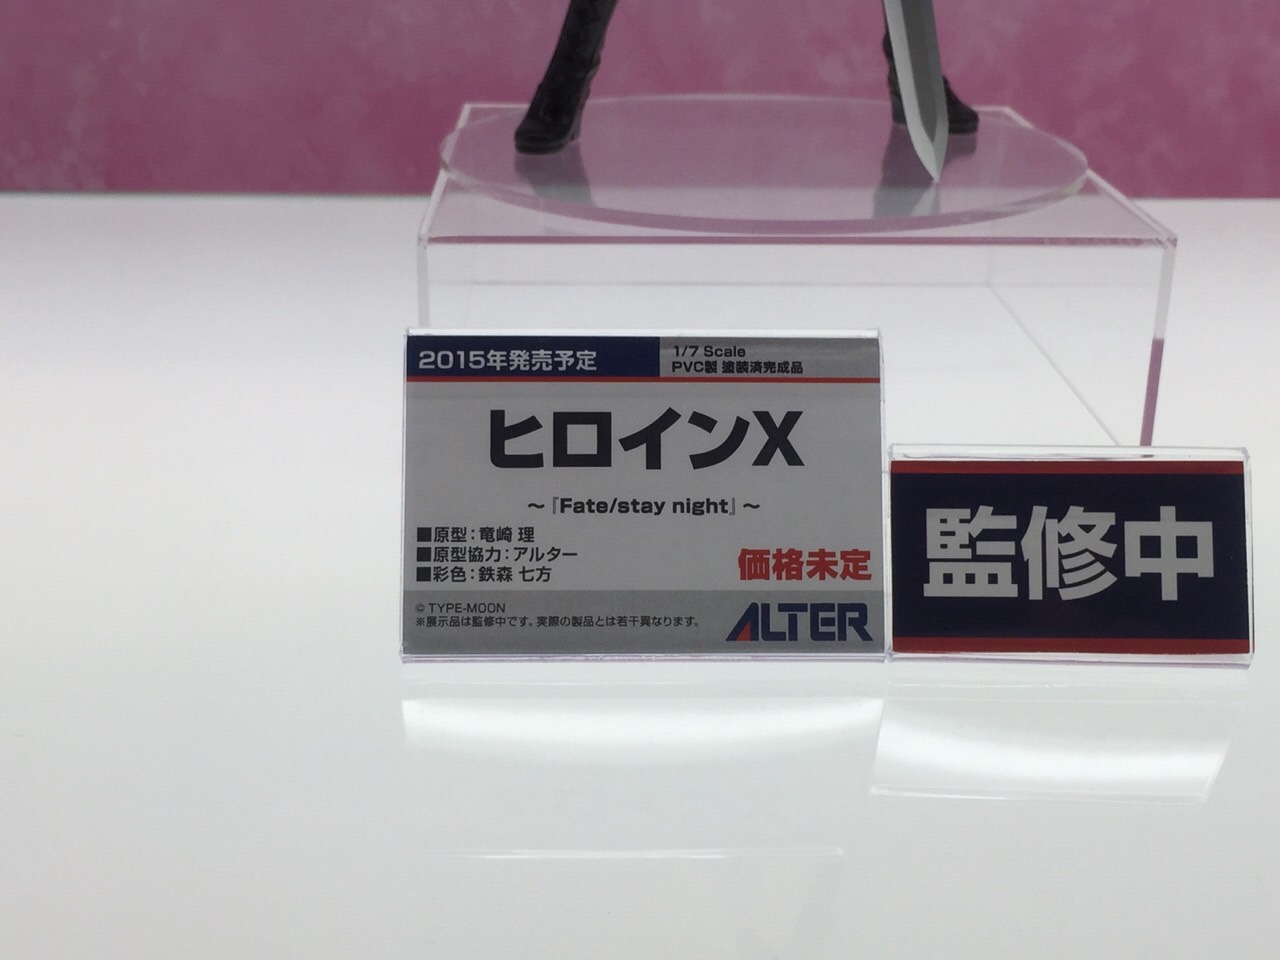 2015年発売予定
1/7 Scale
PVC製 塗装済完成品
ヒロインX
～『Fate/stay night』～
■原型：竜崎 理
■原型協力：アルター
■彩色：鉄森 七方
価格未定
© TYPE-MOON
※展示品は監修中です。実際の製品とは若干異なります。
ALTER
監修中